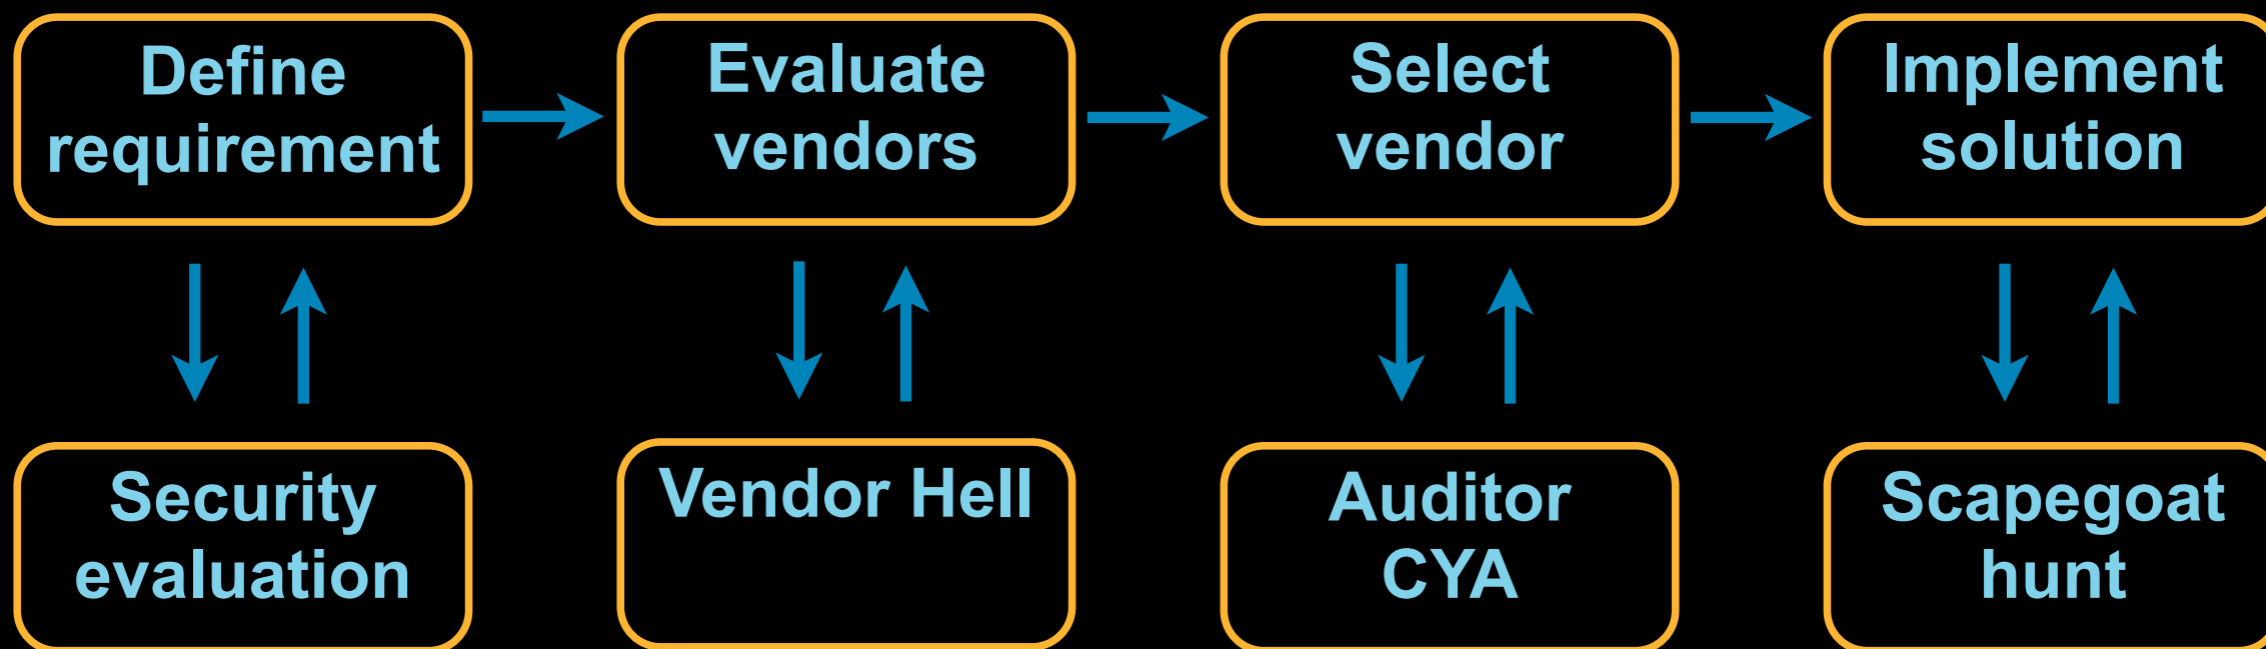 Define
requirement
Evaluate
vendors
Select
vendor
Implement
solution
Security
evaluation
Vendor Hell
Auditor
CYA
Scapegoat
hunt